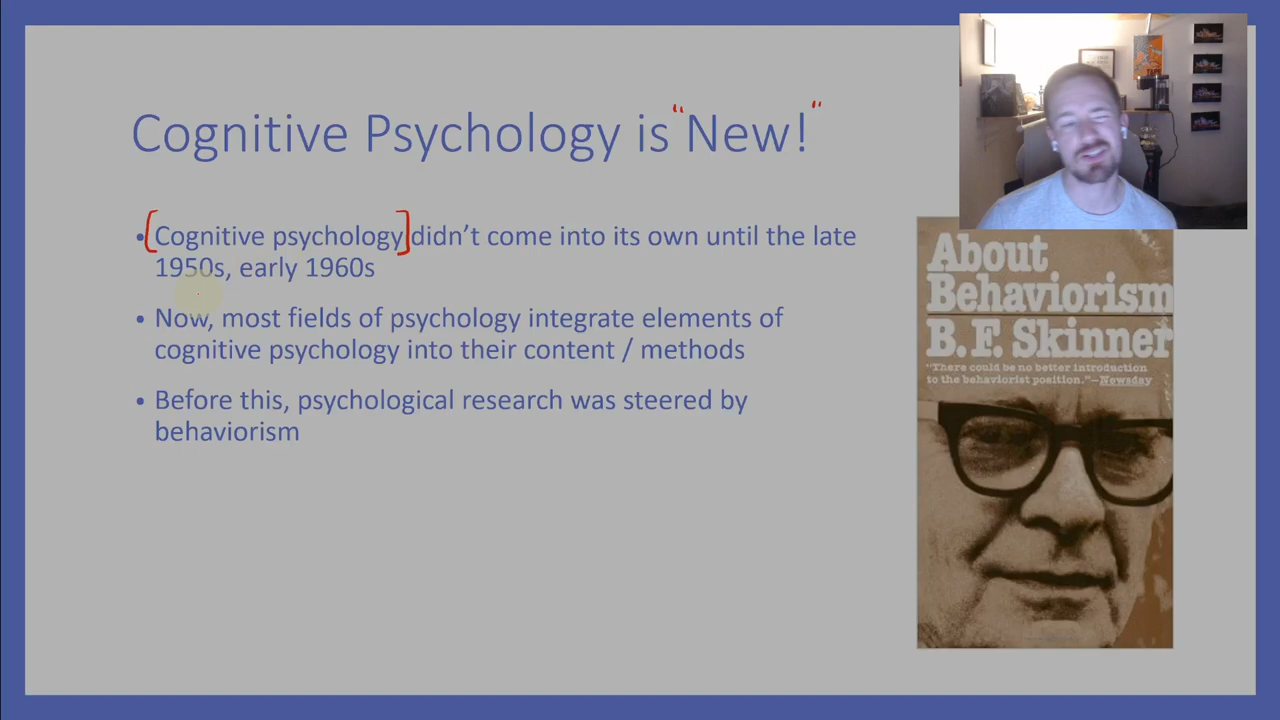 Cognitive Psychology is "New!"
• [Cognitive psychology] didn't come into its own until the late
1950s, early 1960s
• Now, most fields of psychology integrate elements of
cognitive psychology into their content / methods
• Before this, psychological research was steered by
behaviorism
About
Behaviorism
B.F. Skinner
"There could be no better introduction
to the behaviorist position."—Newsday